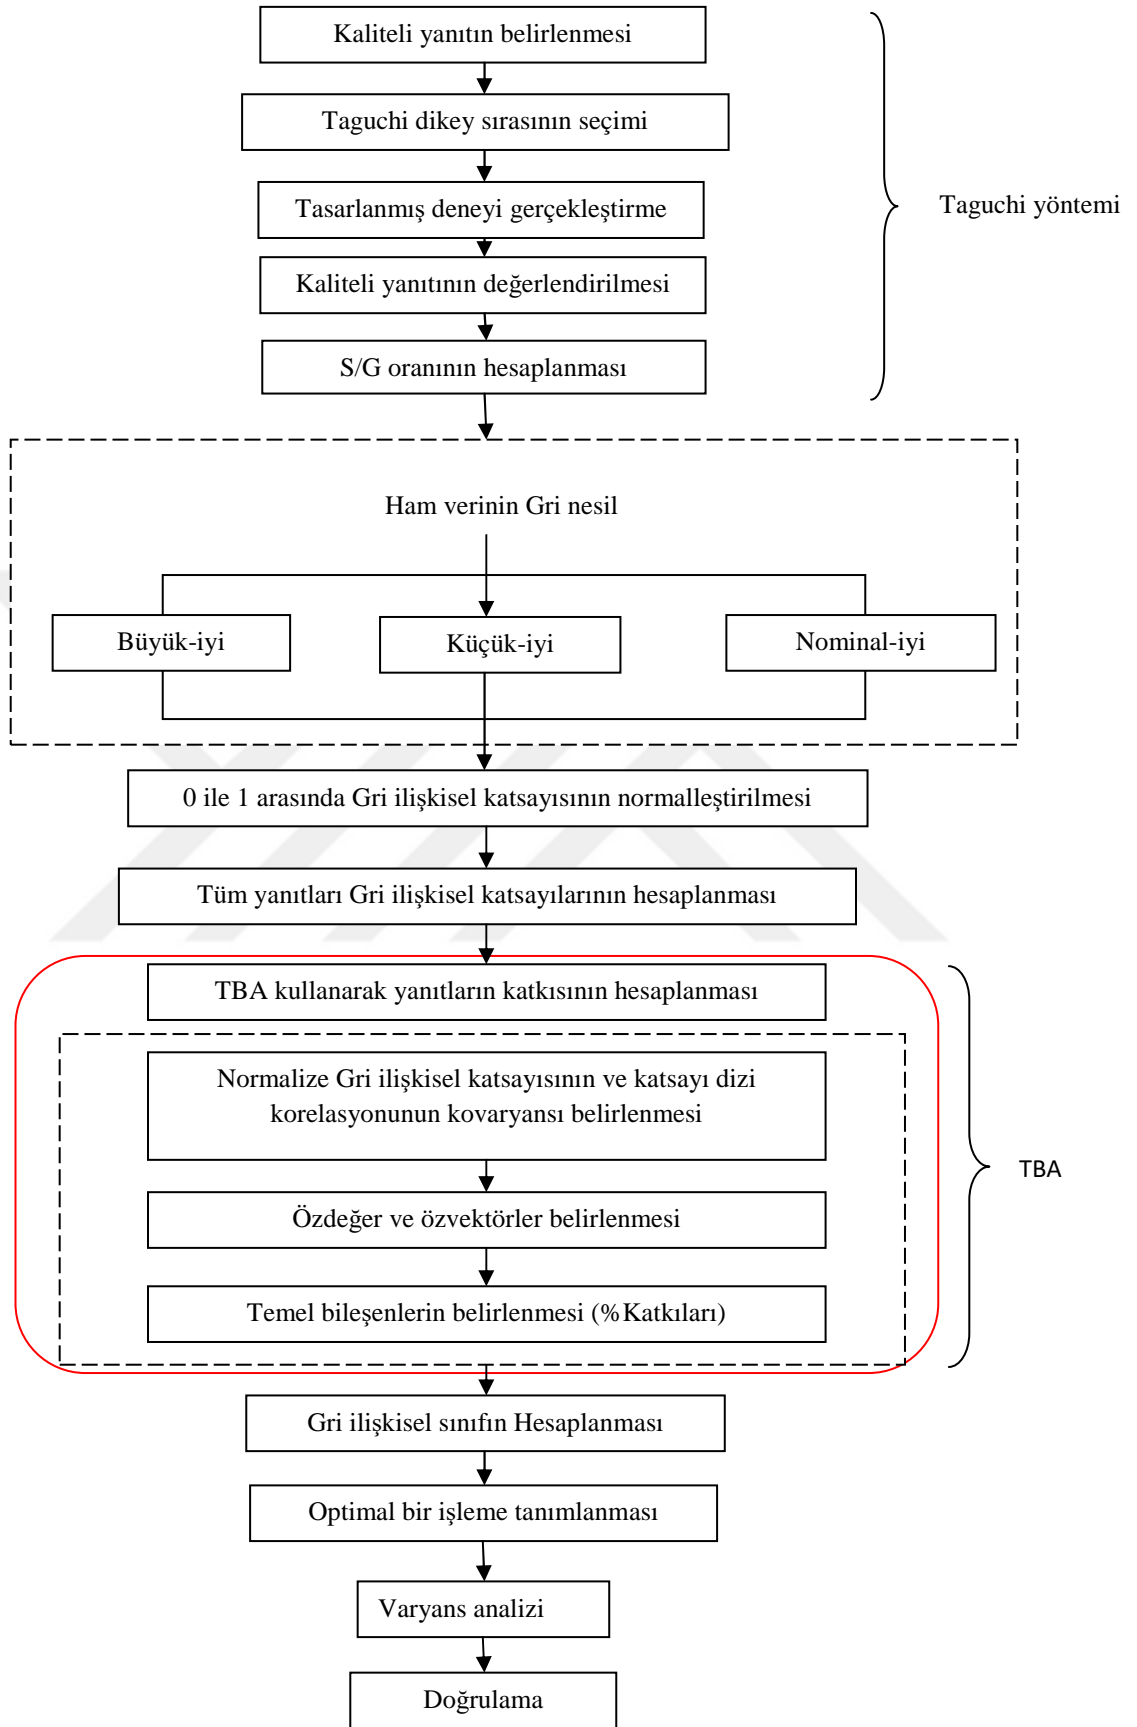 Kaliteli yanıtın belirlenmesi
Taguchi dikey sırasının seçimi
Tasarlanmış deneyi gerçekleştirme
Taguchi yöntemi
Kaliteli yanıtının değerlendirilmesi
S/G oranının hesaplanması
Ham verinin Gri nesil
Büyük-iyi
Küçük-iyi
Nominal-iyi
0 ile 1 arasında Gri ilişkisel katsayısının normalleştirilmesi
Tüm yanıtları Gri ilişkisel katsayılarının hesaplanması
TBA kullanarak yanıtların katkısının hesaplanması
Normalize Gri ilişkisel katsayısının ve katsayı dizi
korelasyonunun kovaryansı belirlenmesi
TBA
Özdeğer ve özvektörler belirlenmesi
Temel bileşenlerin belirlenmesi (%Katkıları)
Gri ilişkisel sınıfın Hesaplanması
Optimal bir işleme tanımlanması
Varyans analizi
Doğrulama